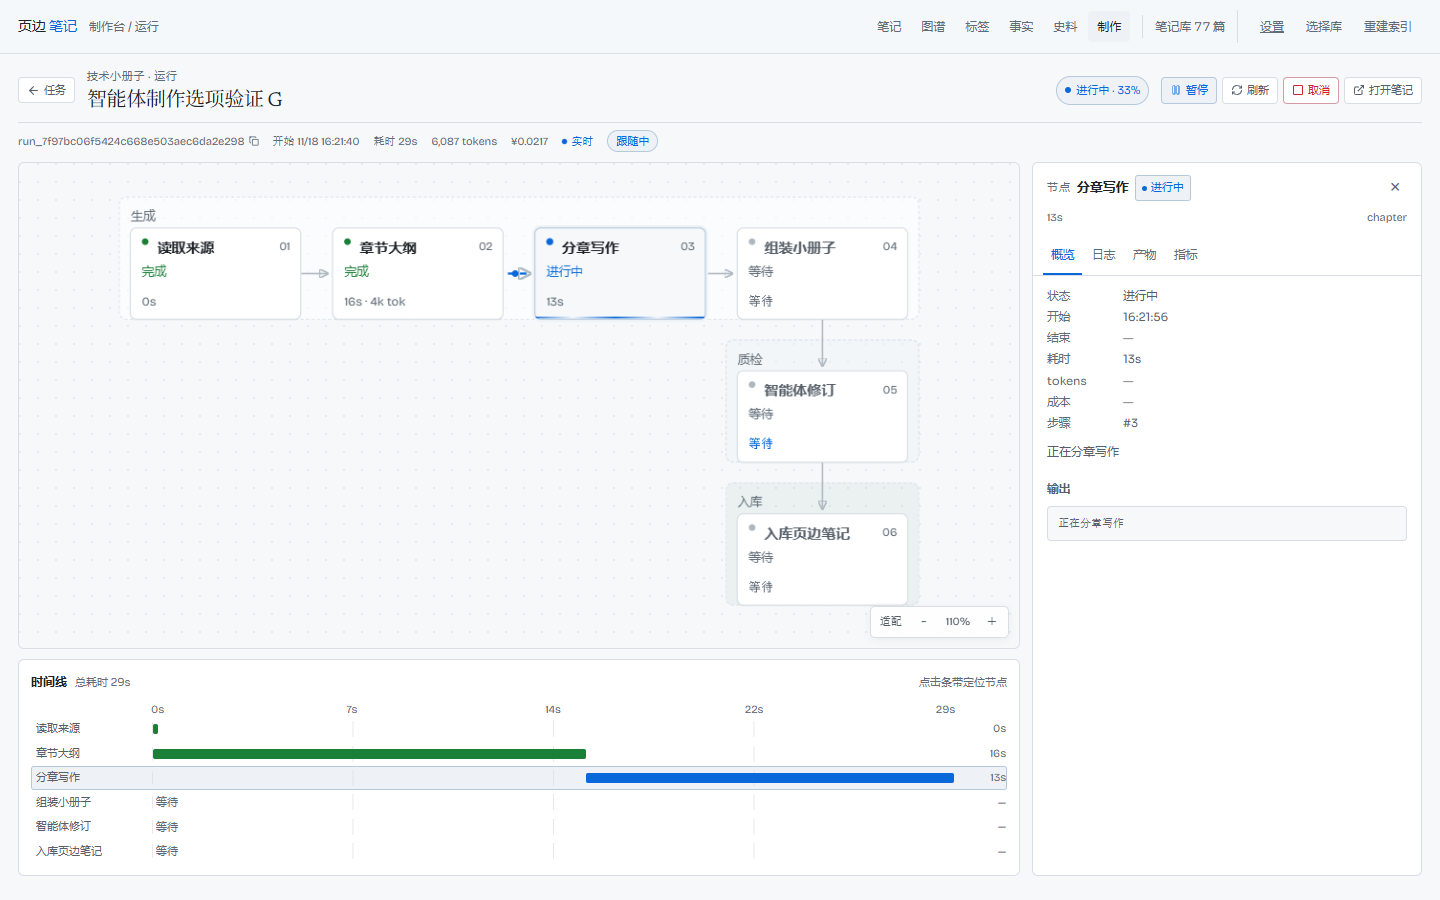 页边 笔记 制作台 / 运行 笔记 图谱 标签 事实 史料 制作 笔记库 77 篇 设置 选择库 重建索引
← 任务
技术小册子 · 运行
智能体制作选项验证 G
进行中 · 33% 暂停 刷新 取消 打开笔记
run_7f97bc06f5424c668e503aec6da2e298 开始 11/18 16:21:40 耗时 29s 6,087 tokens ¥0.0217 实时 跟随中
生成
读取来源 01
完成
0s
章节大纲 02
完成
16s · 4k tok
分章写作 03
进行中
13s
组装小册子 04
等待
等待
质检
智能体修订 05
等待
等待
入库
入库页边笔记 06
等待
等待
适配 - 110% +
时间线 总耗时 29s 点击条带定位节点
0s 7s 14s 22s 29s
读取来源 0s
章节大纲 16s
分章写作 13s
组装小册子 等待 —
智能体修订 等待 —
入库页边笔记 等待 —
节点 分章写作 进行中 ×
13s chapter
概览 日志 产物 指标
状态 进行中
开始 16:21:56
结束 —
耗时 13s
tokens —
成本 —
步骤 #3
正在分章写作
输出
正在分章写作